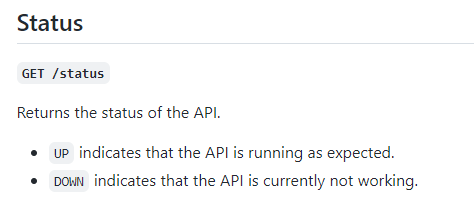 Status
GET /status
Returns the status of the API.
UP indicates that the API is running as expected.
DOWN indicates that the API is currently not working.